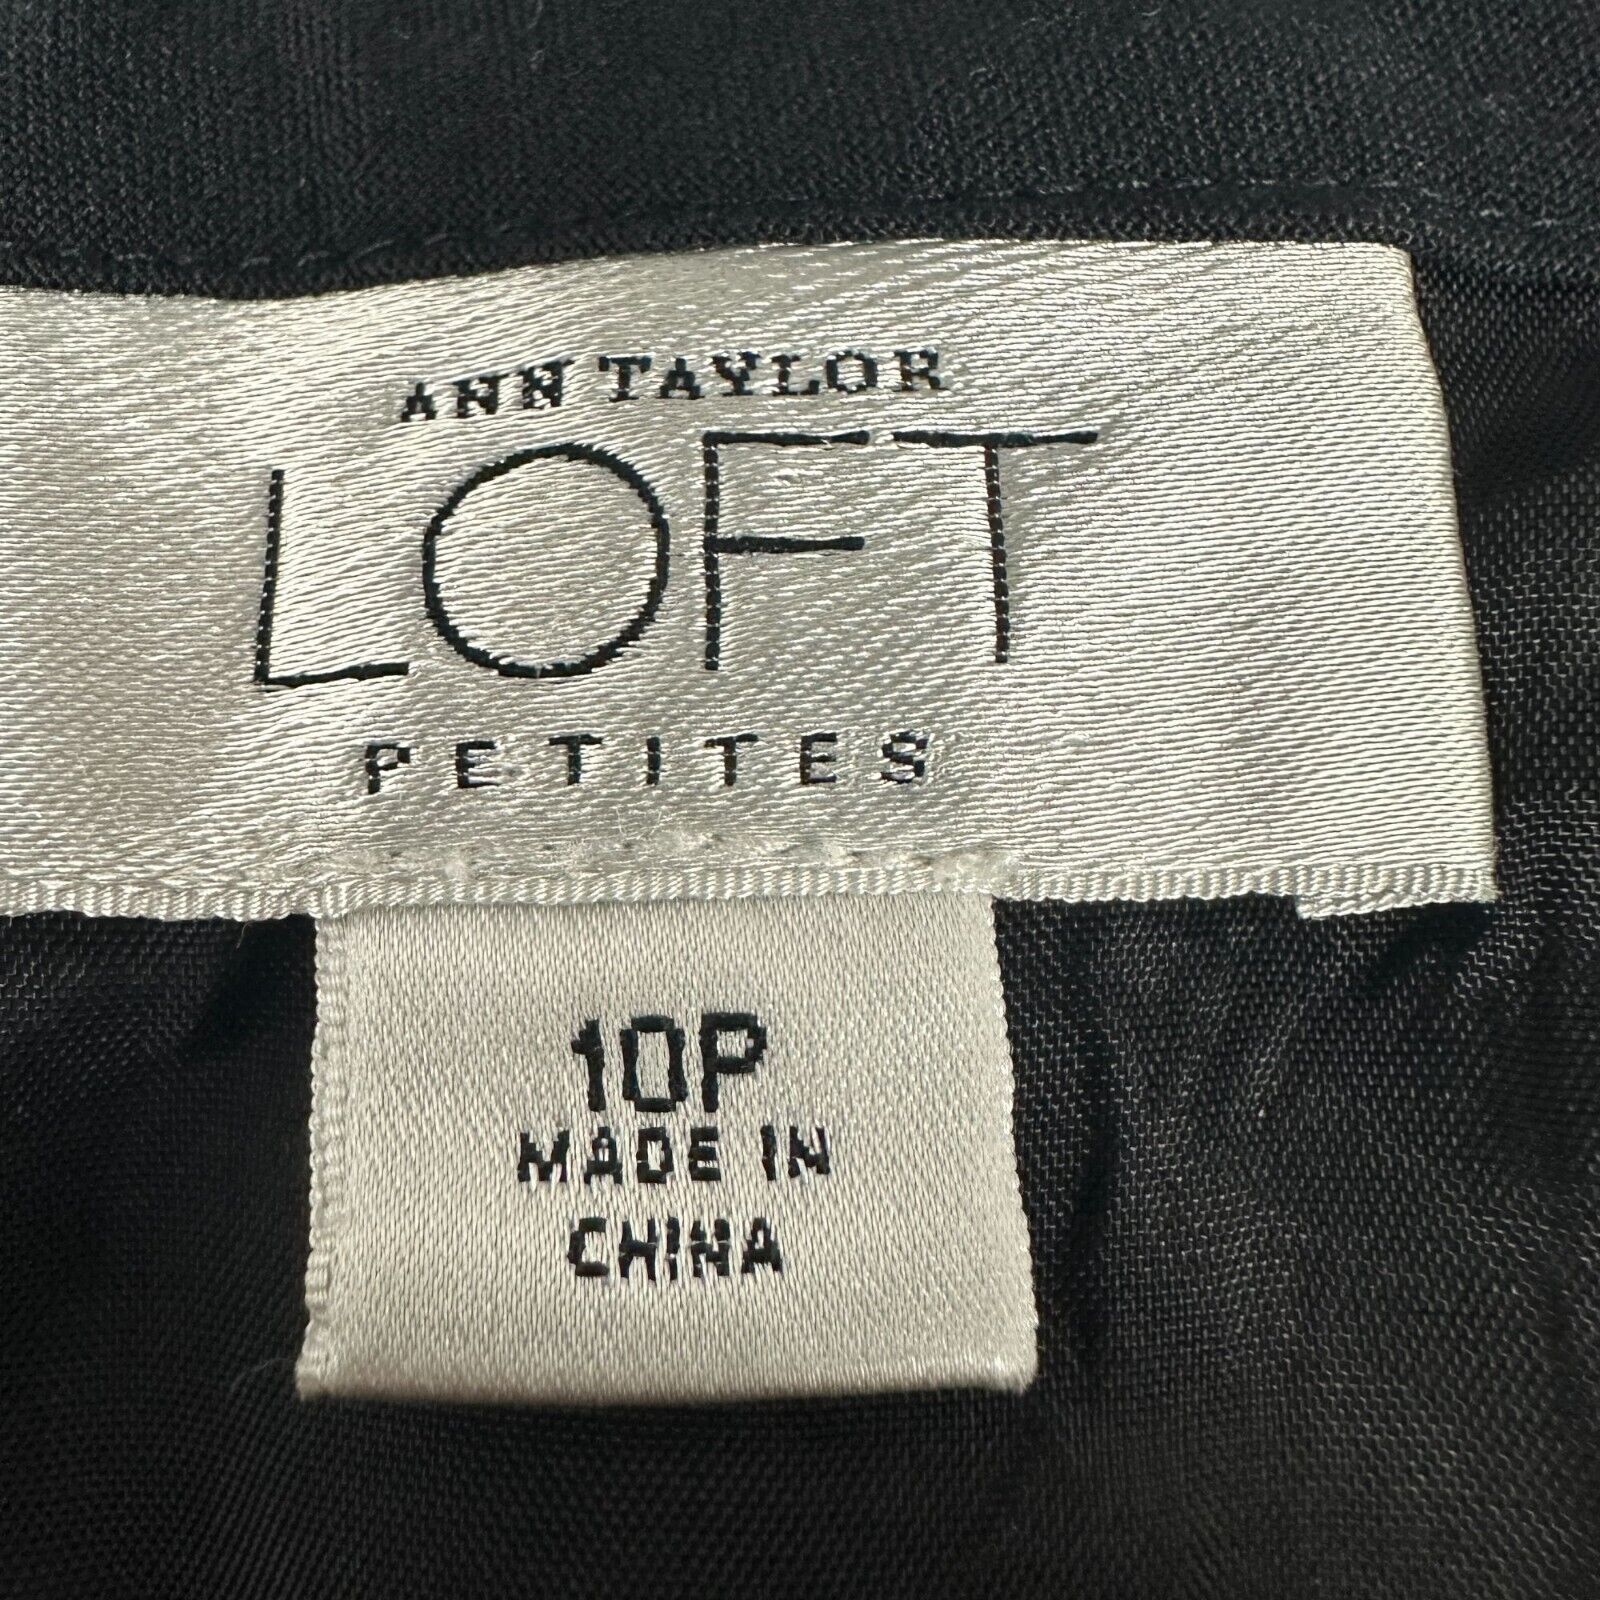 ANN TAYLOR
LOFT
PETITES
10P
MADE IN
CHINA